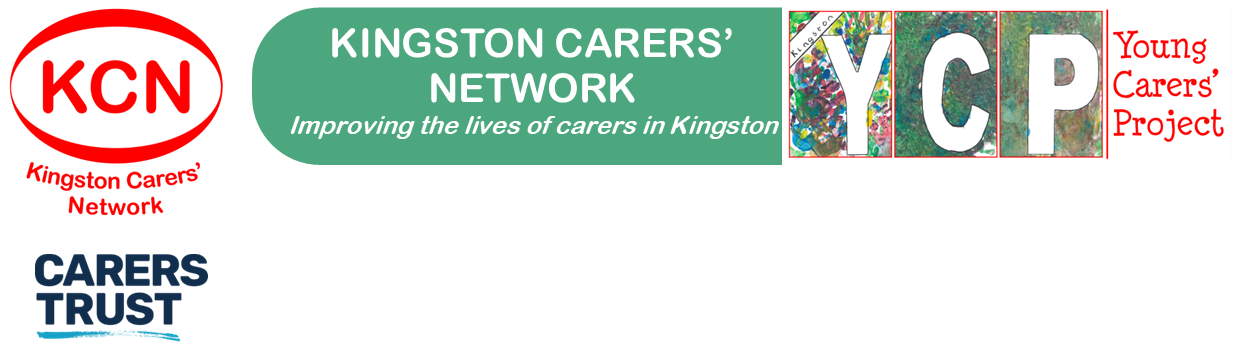 KCN
Kingston Carers’
Network
KINGSTON CARERS’
NETWORK
Improving the lives of carers in Kingston
Kingston
YCP
Young
Carers’
Project
CARERS
TRUST